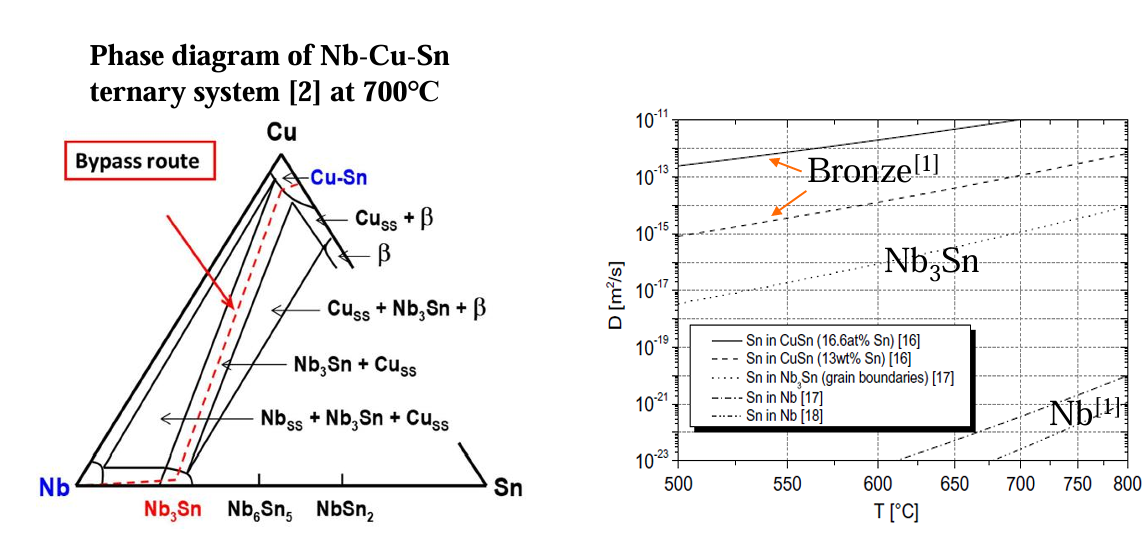 Phase diagram of Nb-Cu-Sn
ternary system [2] at 700°C
Cu
Bypass route
Cu-Sn
Cuss + β
β
Cuss + Nb3Sn + β
Nb3Sn + Cuss
Nbss + Nb3Sn + Cuss
Nb
Sn
Nb3Sn
Nb6Sn5
NbSn2
10-11
10-13
10-15
10-17
10-19
10-21
10-23
D [m²/s]
Bronze[1]
Nb3Sn
Sn in CuSn (16.6at% Sn) [16]
Sn in CuSn (13wt% Sn) [16]
Sn in Nb3Sn (grain boundaries) [17]
Sn in Nb [17]
Sn in Nb [18]
Nb[1]
500 550 600 650 700 750 800
T [°C]